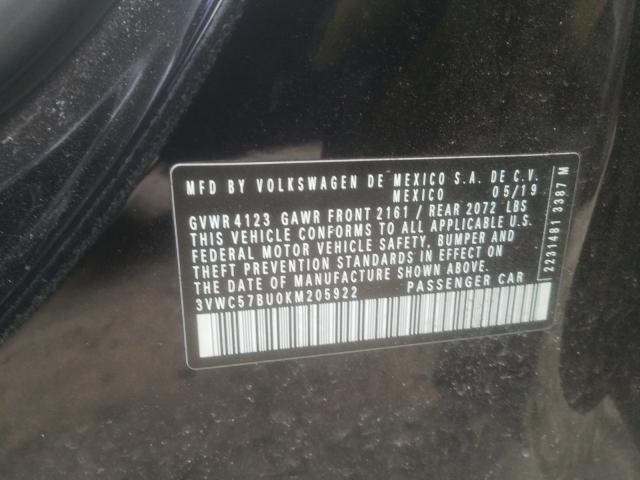 MFD BY VOLKSWAGEN DE MEXICO S.A. DE C.V.
MEXICO 05/19
GVWR 4123 GAWR FRONT 2161 / REAR 2072 LBS
THIS VEHICLE CONFORMS TO ALL APPLICABLE U.S.
FEDERAL MOTOR VEHICLE SAFETY, BUMPER AND
THEFT PREVENTION STANDARDS IN EFFECT ON
THE DATE OF MANUFACTURE SHOWN ABOVE.
3VWC57BU0KM205922 PASSENGER CAR
2231481 3387 M